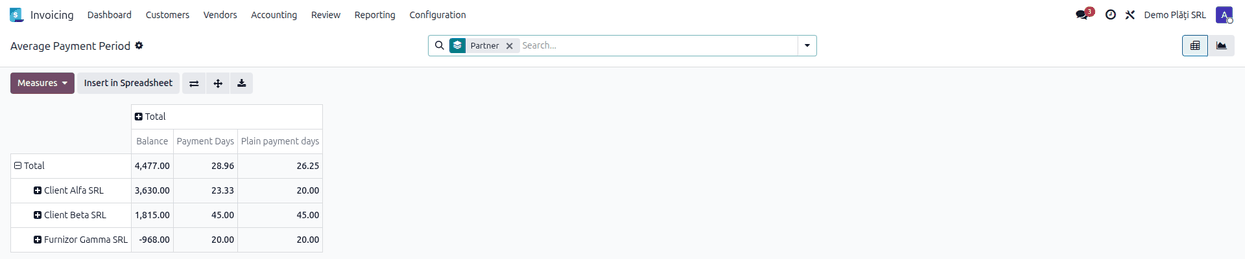 Invoicing Dashboard Customers Vendors Accounting Review Reporting Configuration 3 Demo Plăți SRL A
Average Payment Period Partner Search...
Measures Insert in Spreadsheet
Total
Balance Payment Days Plain payment days
Total 4,477.00 28.96 26.25
Client Alfa SRL 3,630.00 23.33 20.00
Client Beta SRL 1,815.00 45.00 45.00
Furnizor Gamma SRL -968.00 20.00 20.00